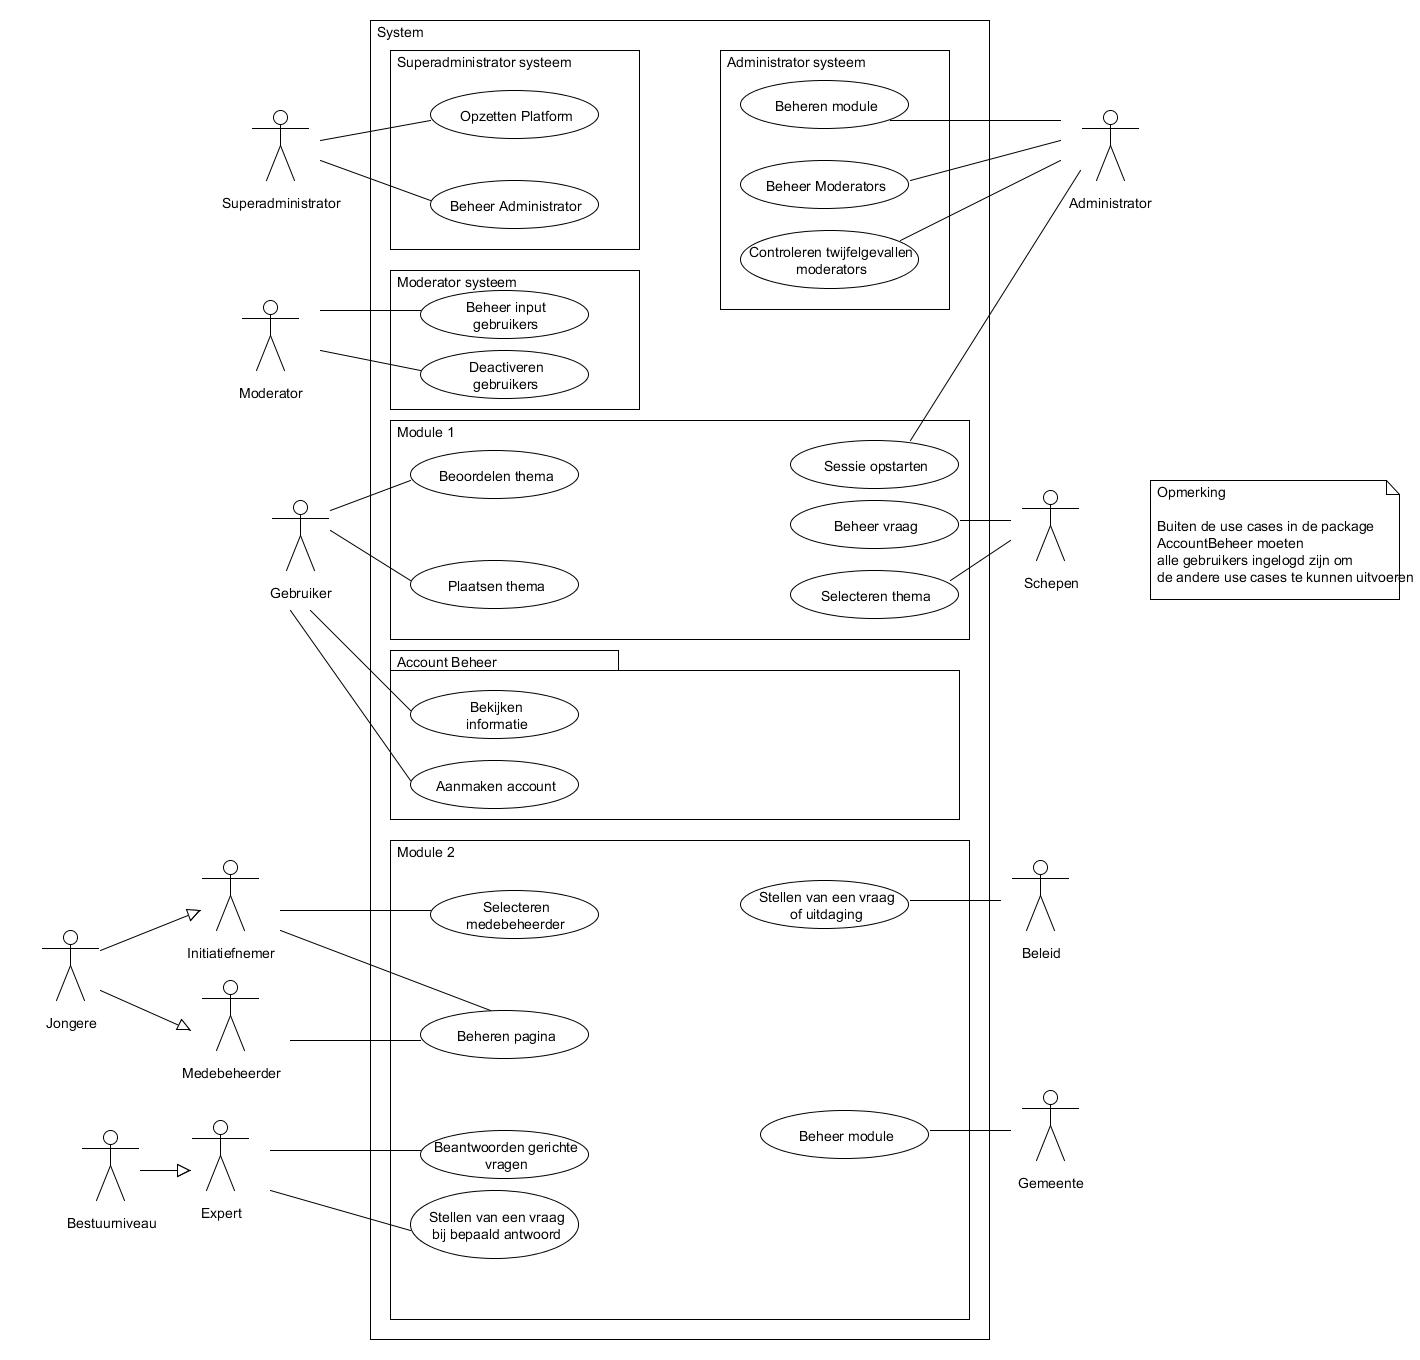 System
Superadministrator systeem
Administrator systeem
Opzetten Platform
Beheren module
Superadministrator
Beheer Administrator
Beheer Moderators
Administrator
Controleren twijfelgevallen
moderators
Moderator systeem
Beheer input
gebruikers
Moderator
Deactiveren
gebruikers
Module 1
Beoordelen thema
Sessie opstarten
Beheer vraag
Gebruiker
Plaatsen thema
Selecteren thema
Schepen
Opmerking
Buiten de use cases in de package
AccountBeheer moeten
alle gebruikers ingelogd zijn om
de andere use cases te kunnen uitvoeren
Account Beheer
Bekijken
informatie
Aanmaken account
Module 2
Selecteren
medebeheerder
Stellen van een vraag
of uitdaging
Initiatiefnemer
Beleid
Jongere
Beheren pagina
Medebeheerder
Beheer module
Beantwoorden gerichte
vragen
Gemeente
Bestuurniveau
Expert
Stellen van een vraag
bij bepaald antwoord